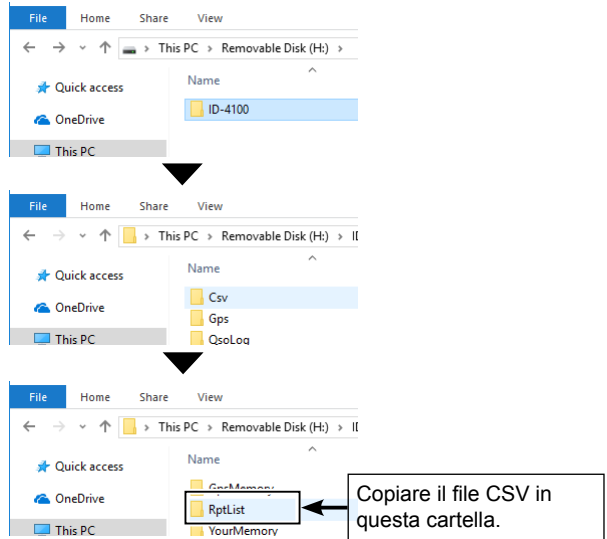 File Home Share View
This PC > Removable Disk (H:) >
Name
Quick access
ID-4100
OneDrive
This PC
File Home Share View
This PC > Removable Disk (H:) >
Name
Quick access
Csv
OneDrive
Gps
This PC
QsoLog
File Home Share View
This PC > Removable Disk (H:) >
Name
Quick access
GpsMemory
OneDrive
RptList
This PC
YourMemory
Copiare il file CSV in
questa cartella.